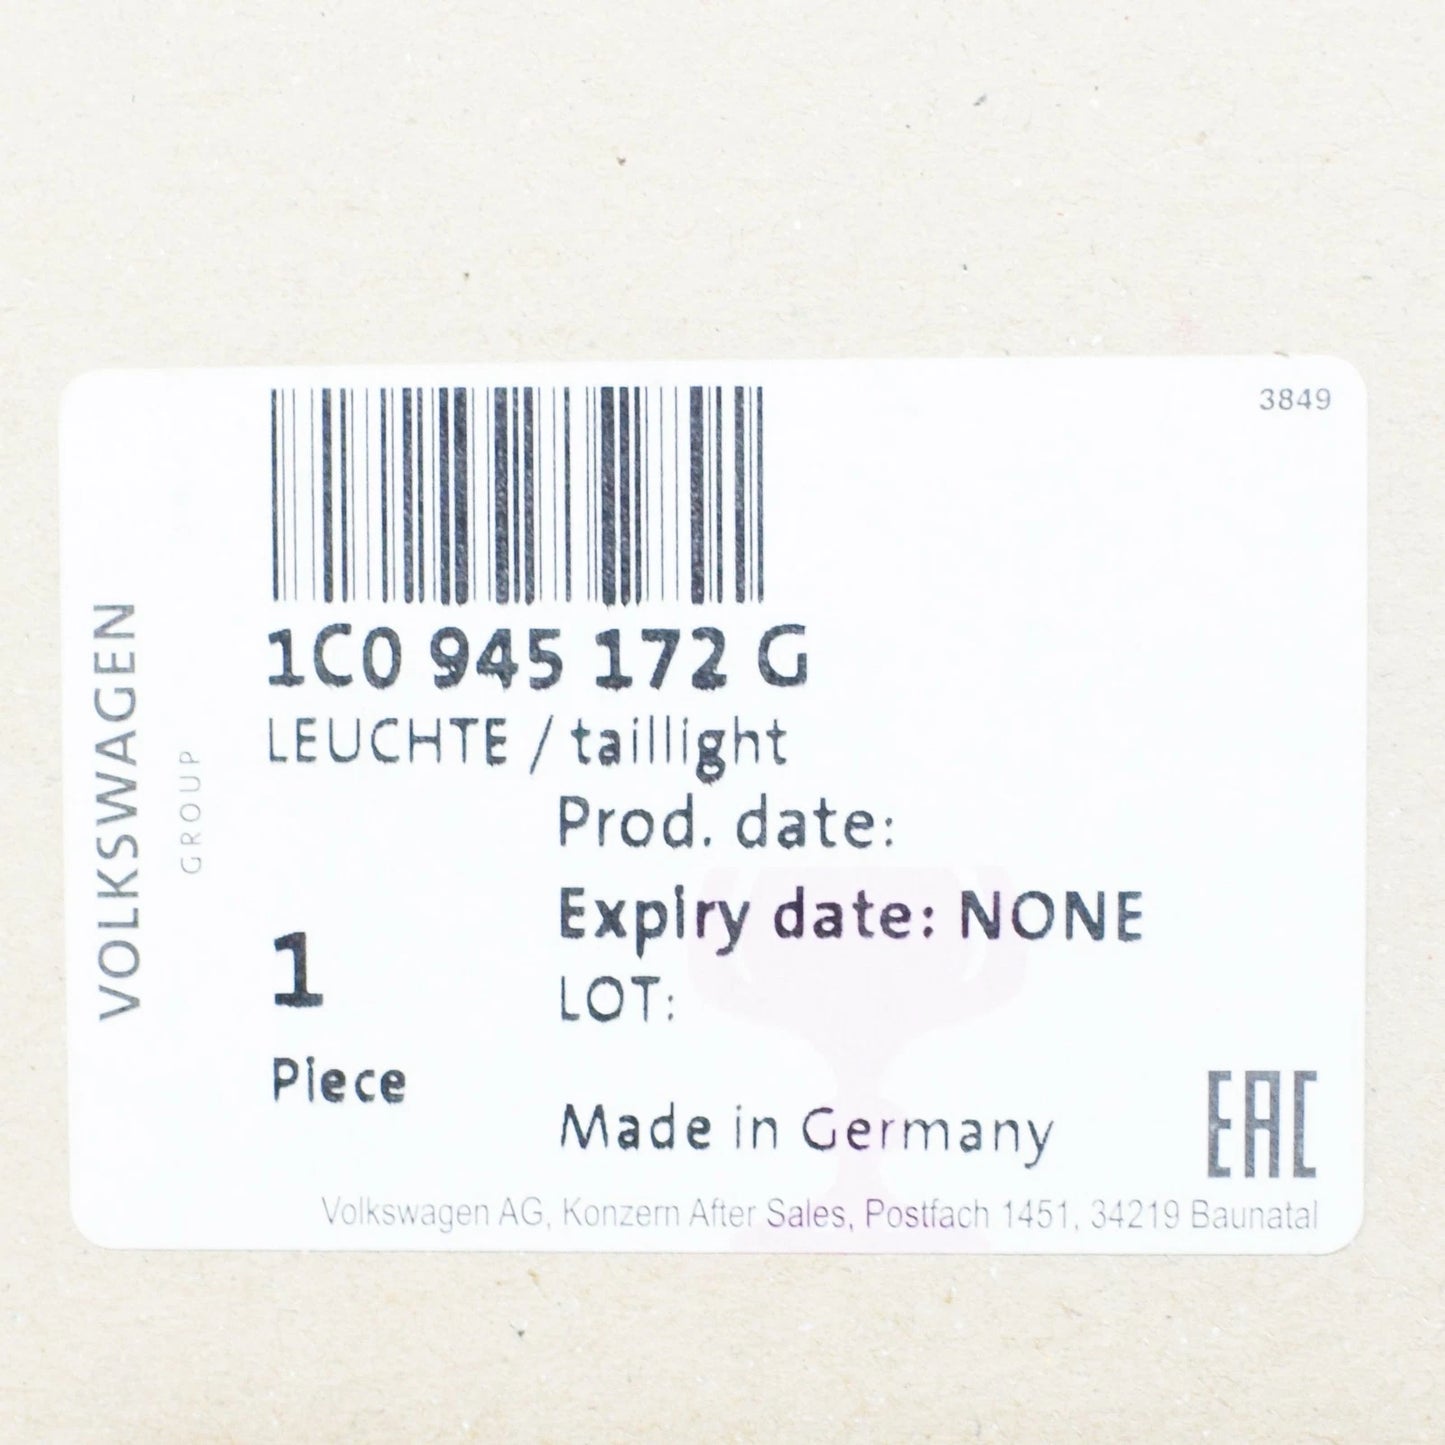 3849
1C0 945 172 G
LEUCHTE / taillight
Prod. date:
Expiry date: NONE
1
LOT:
Piece
Made in Germany
EAC
Volkswagen AG, Konzern After Sales, Postfach 1451, 34219 Baunatal
VOLKSWAGEN
GROUP